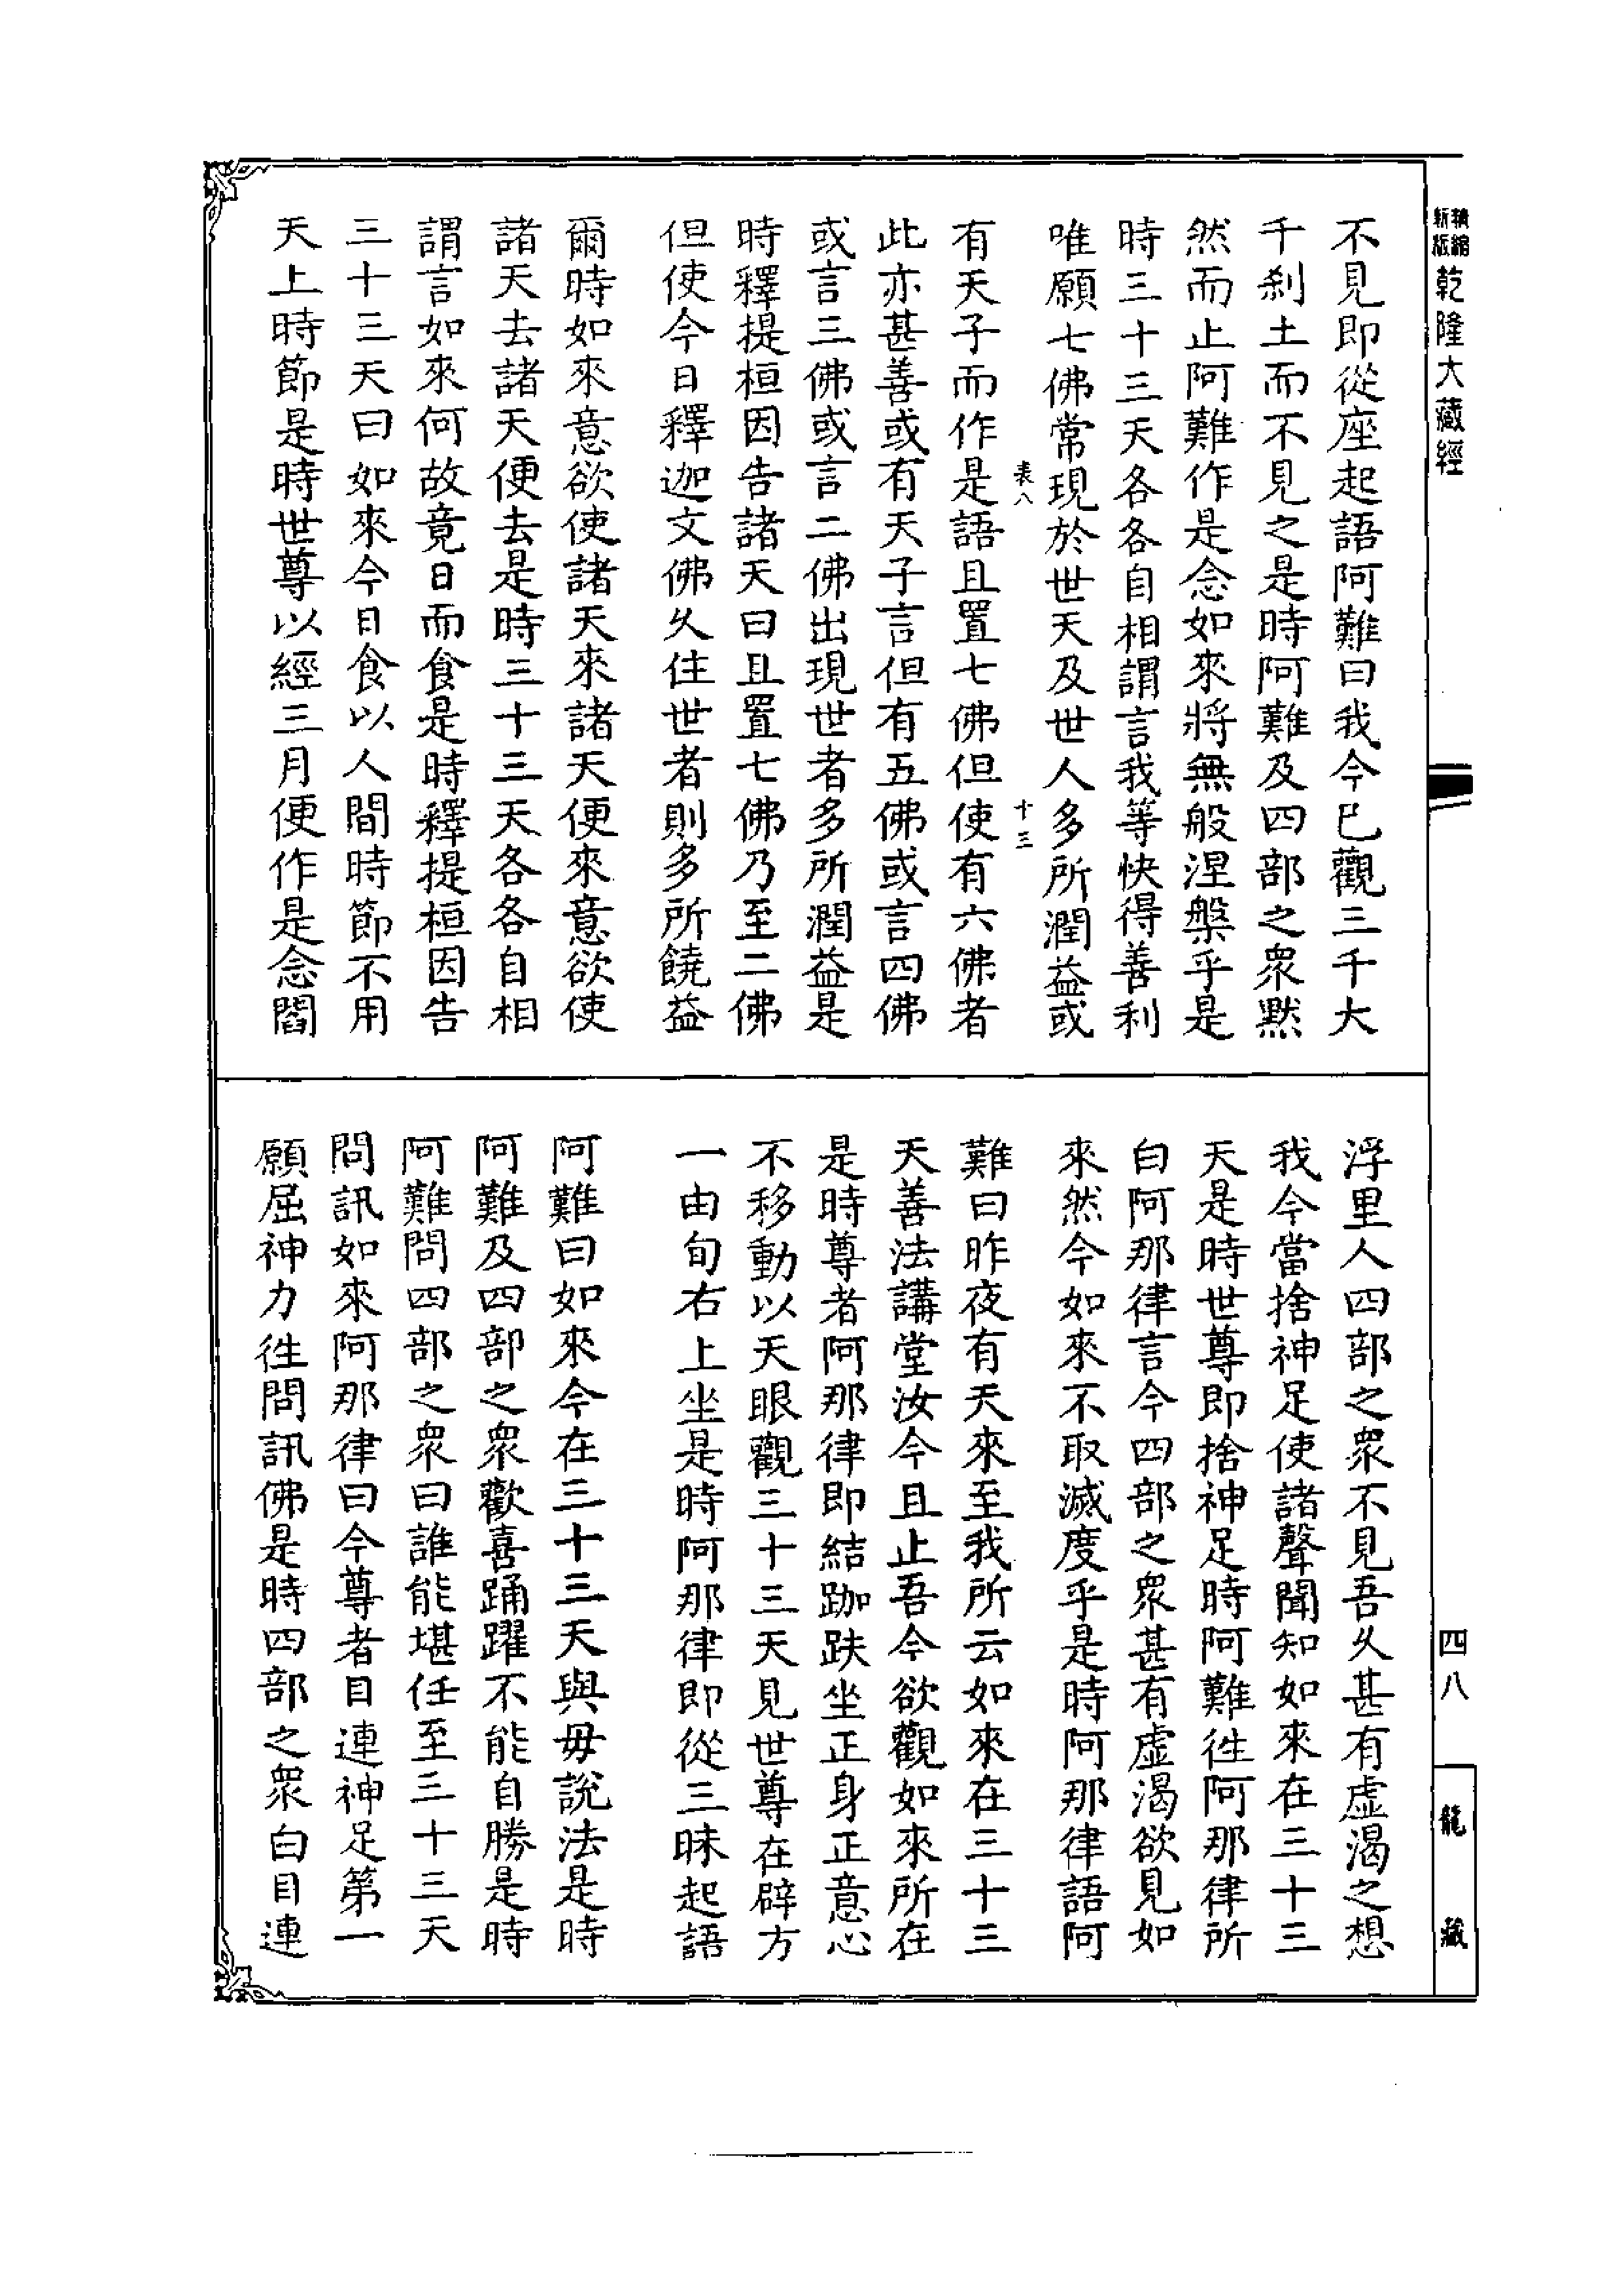 精縮新版
乾隆大藏經
不見即從座起語阿難曰我今已觀三千大
千剎土而不見之是時阿難及四部之眾默
然而止阿難作是念如來將無般涅槃乎是
時三十三天各各自相謂言我等快得善利
唯願七佛常現於世天及世人多所潤益或
表八 十三
有天子而作是語且置七佛但使有六佛者
此亦甚善或有天子言但有五佛或言四佛
或言三佛或言二佛出現世者多所潤益是
時釋提桓因告諸天曰且置七佛乃至二佛
但使今日釋迦文佛久住世者則多所饒益
爾時如來意欲使諸天來諸天便來意欲使
諸天去諸天便去是時三十三天各各自相
謂言如來何故竟日而食是時釋提桓因告
三十三天曰如來今日食以人間時節不用
天上時節是時世尊以經三月便作是念閻
浮里人四部之眾不見吾久甚有虛渴之想
我今當捨神足使諸聲聞知如來在三十三
天是時世尊即捨神足時阿難往阿那律所
白阿那律言今四部之眾甚有虛渴欲見如
來然今如來不取滅度乎是時阿那律語阿
難曰昨夜有天來至我所云如來在三十三
天善法講堂汝今且止吾今欲觀如來所在
是時尊者阿那律即結跏趺坐正身正意心
不移動以天眼觀三十三天見世尊在辟方
一由旬右上坐是時阿那律即從三昧起語
阿難曰如來今在三十三天與毋說法是時
阿難及四部之眾歡喜踊躍不能自勝是時
阿難問四部之眾曰誰能堪任至三十三天
問訊如來阿那律曰今尊者目連神足第一
願屈神力往問訊佛是時四部之眾白目連
四八
龍藏